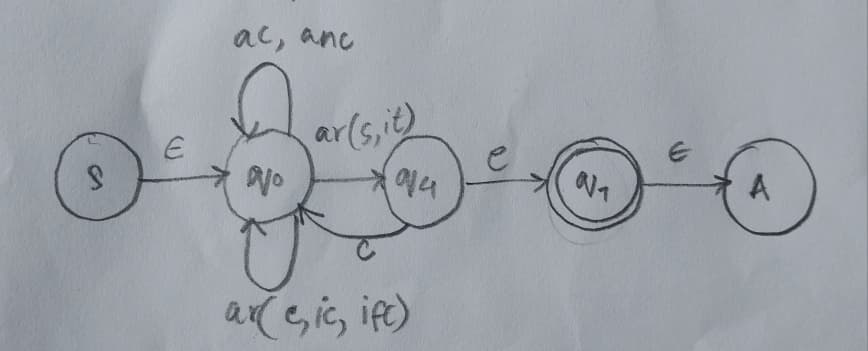 ac, anc
ar(s,it)
ε
e
ε
S
q0
q4
q7
A
c
ar(e,ic, ifc)